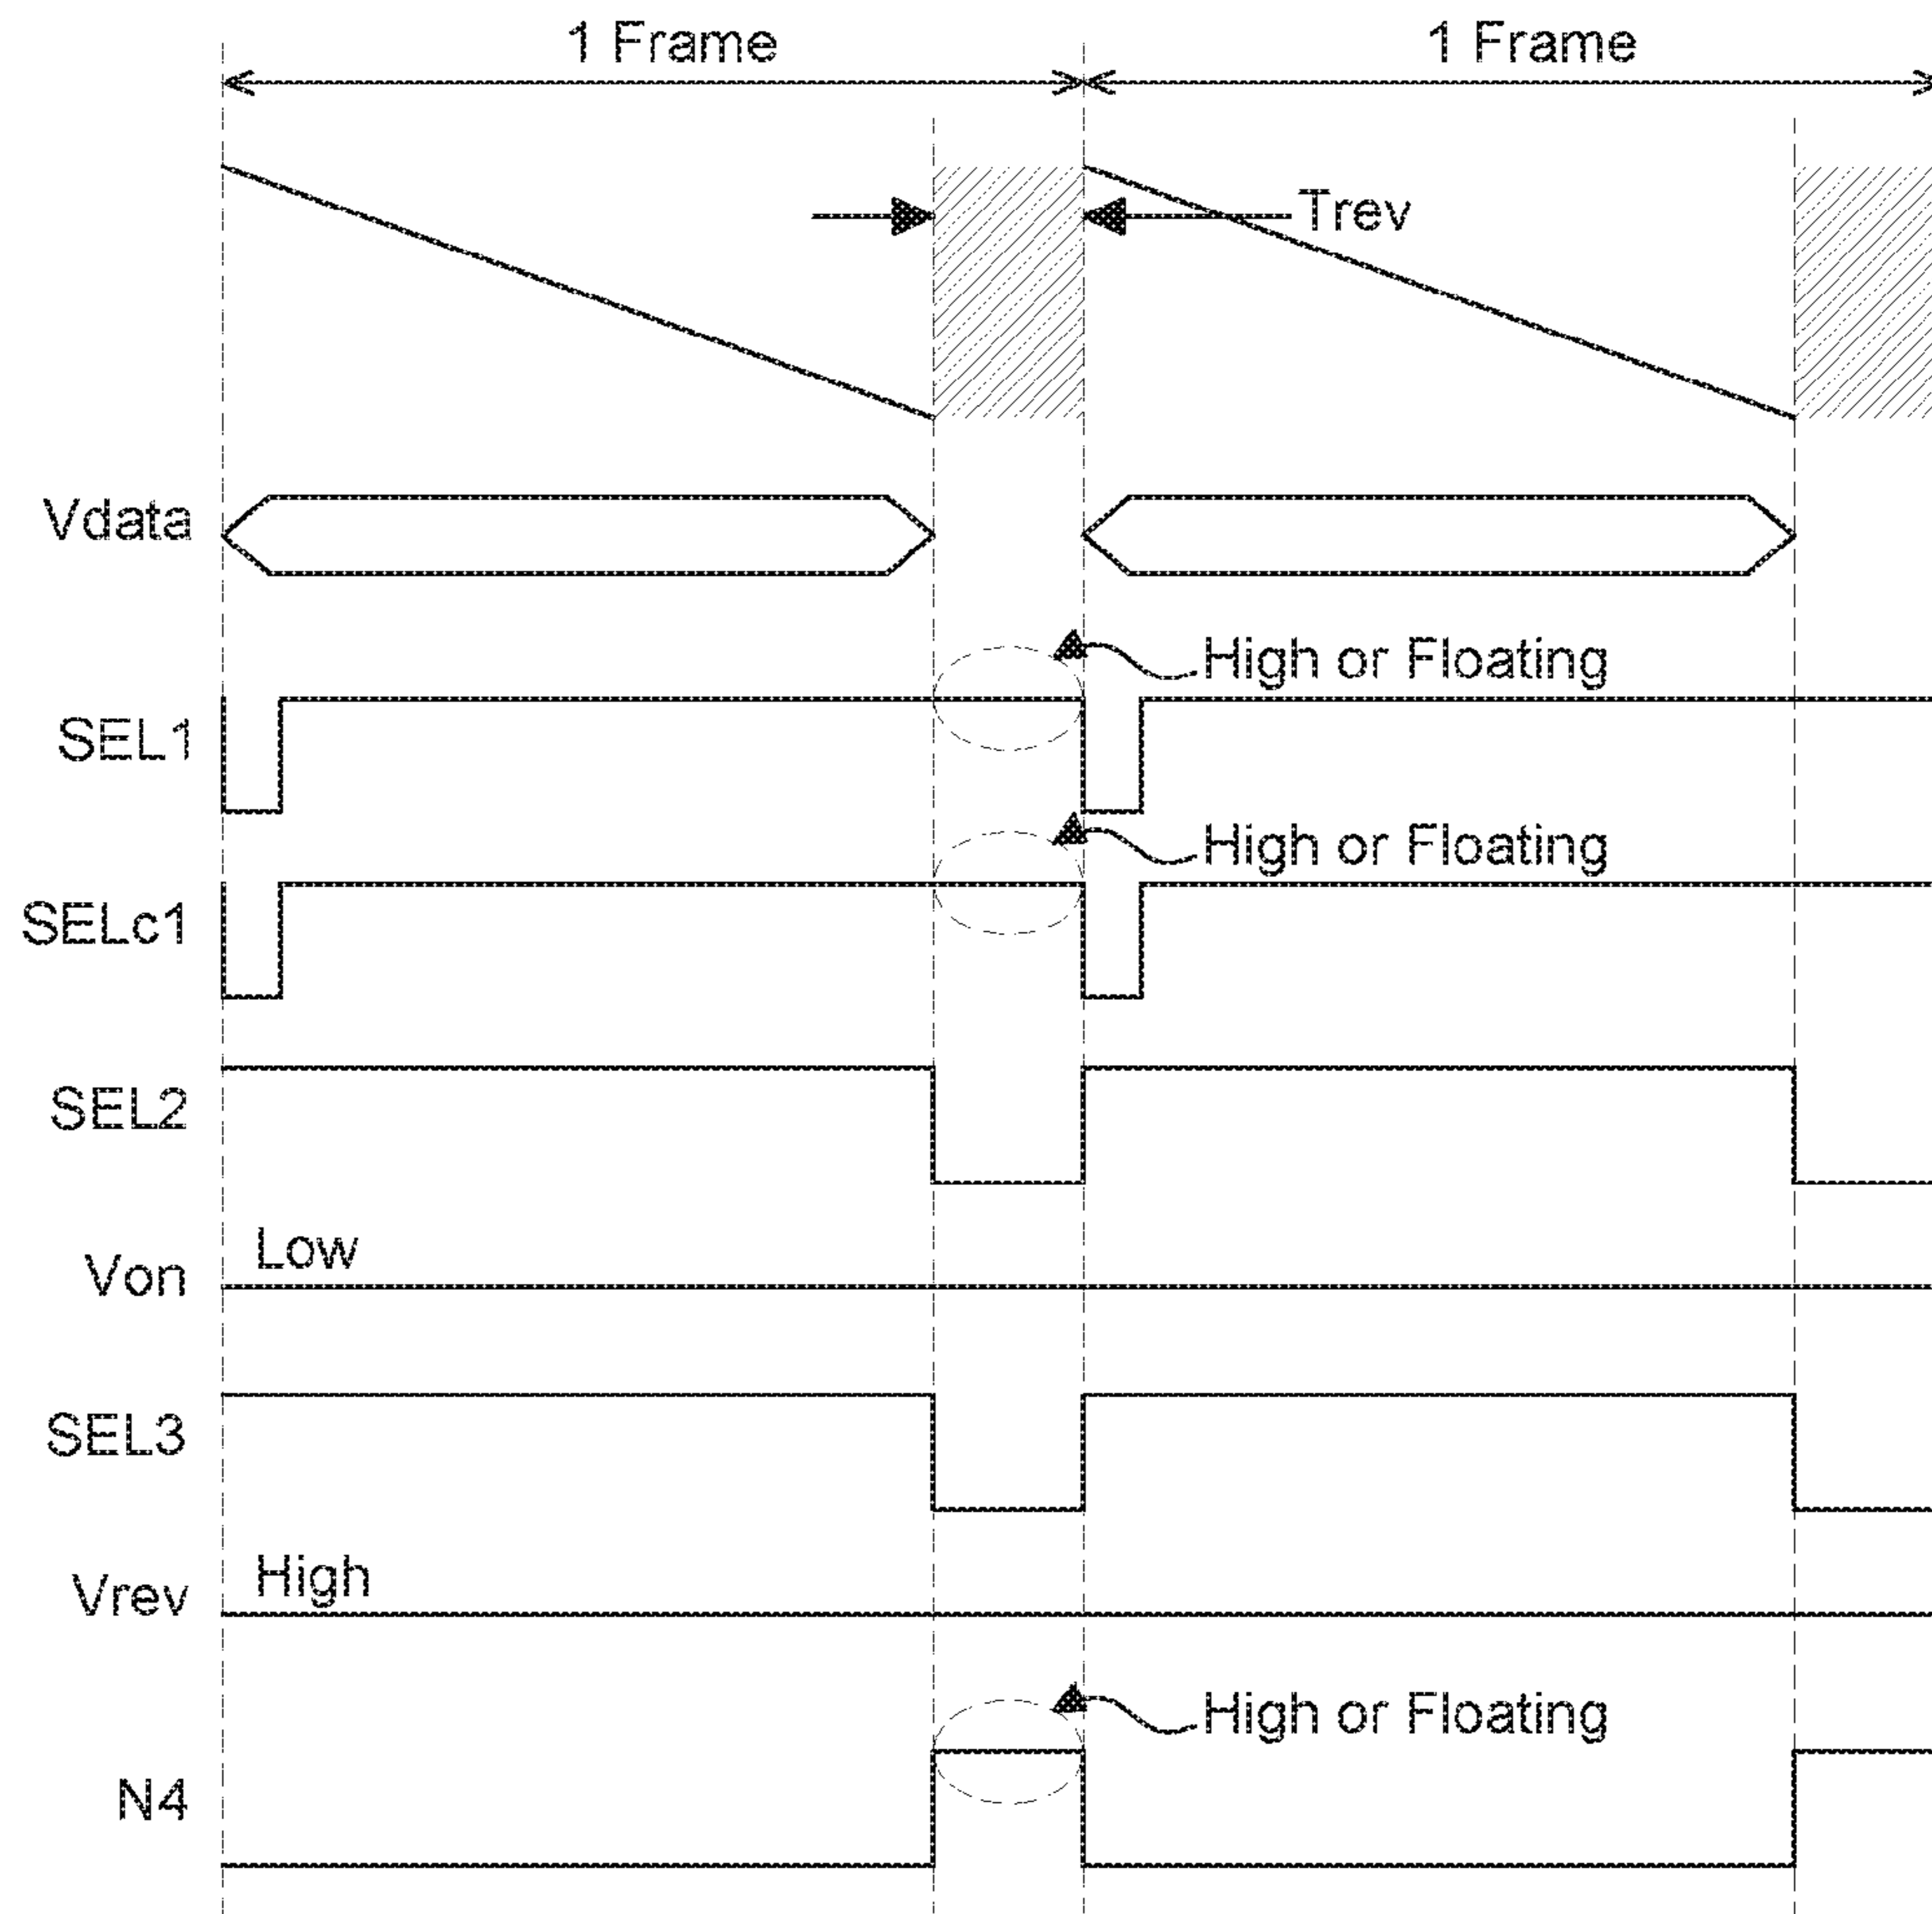 1 Frame 1 Frame
Trev
Vdata
High or Floating
SEL1
High or Floating
SELc1
SEL2
Low
Von
SEL3
High
Vrev
High or Floating
N4